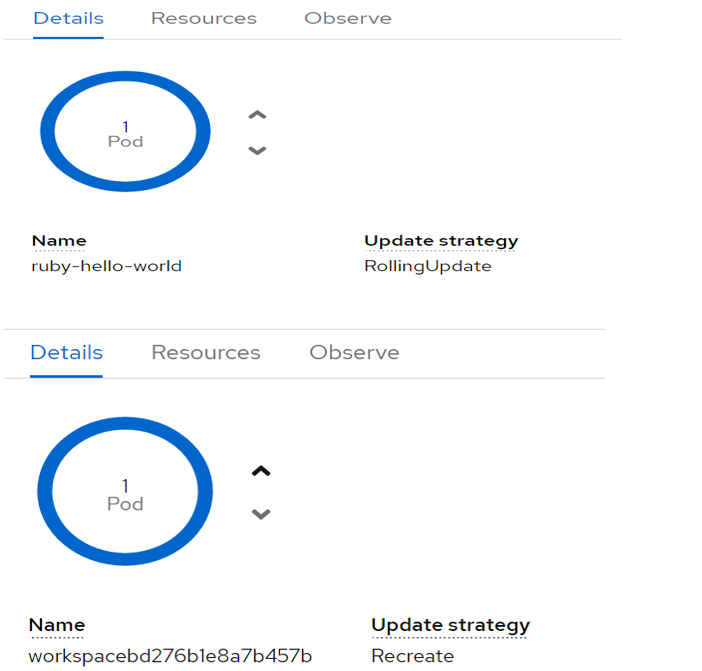 Details Resources Observe
1
Pod
Name Update strategy
ruby-hello-world RollingUpdate
Details Resources Observe
1
Pod
Name Update strategy
workspacebd276b1e8a7b457b Recreate